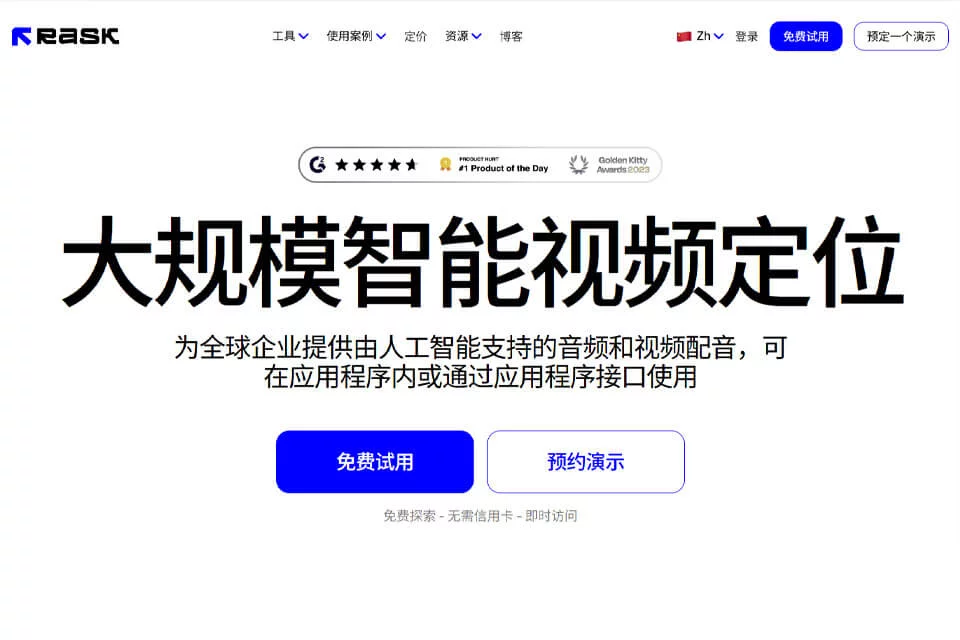 RASK
工具 使用案例 定价 资源 博客
Zh 登录 免费试用 预定一个演示
G2
PRODUCT HUNT
#1 Product of the Day
Golden Kitty
Awards 2023
大规模智能视频定位
为全球企业提供由人工智能支持的音频和视频配音，可
在应用程序内或通过应用程序接口使用
免费试用 预约演示
免费探索 - 无需信用卡 - 即时访问